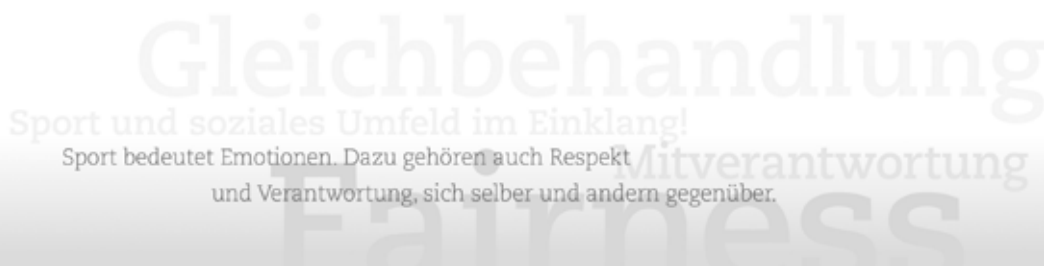 Gleichbehandlung
Sport und soziales Umfeld im Einklang!
Sport bedeutet Emotionen. Dazu gehören auch Respekt
Mitverantwortung
und Verantwortung, sich selber und andern gegenüber.
Fairness